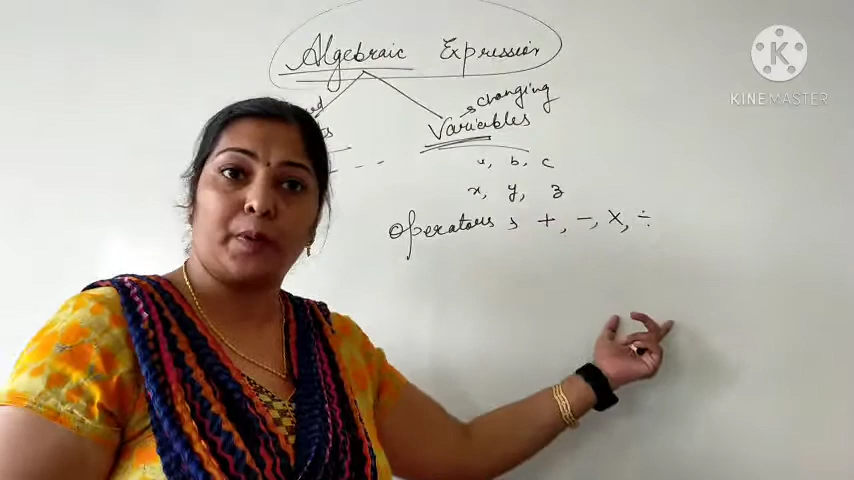 Algebraic Expression
changing
Variables
a, b, c
x, y, z
operators, +, -, X, ÷
K
KINEMASTER